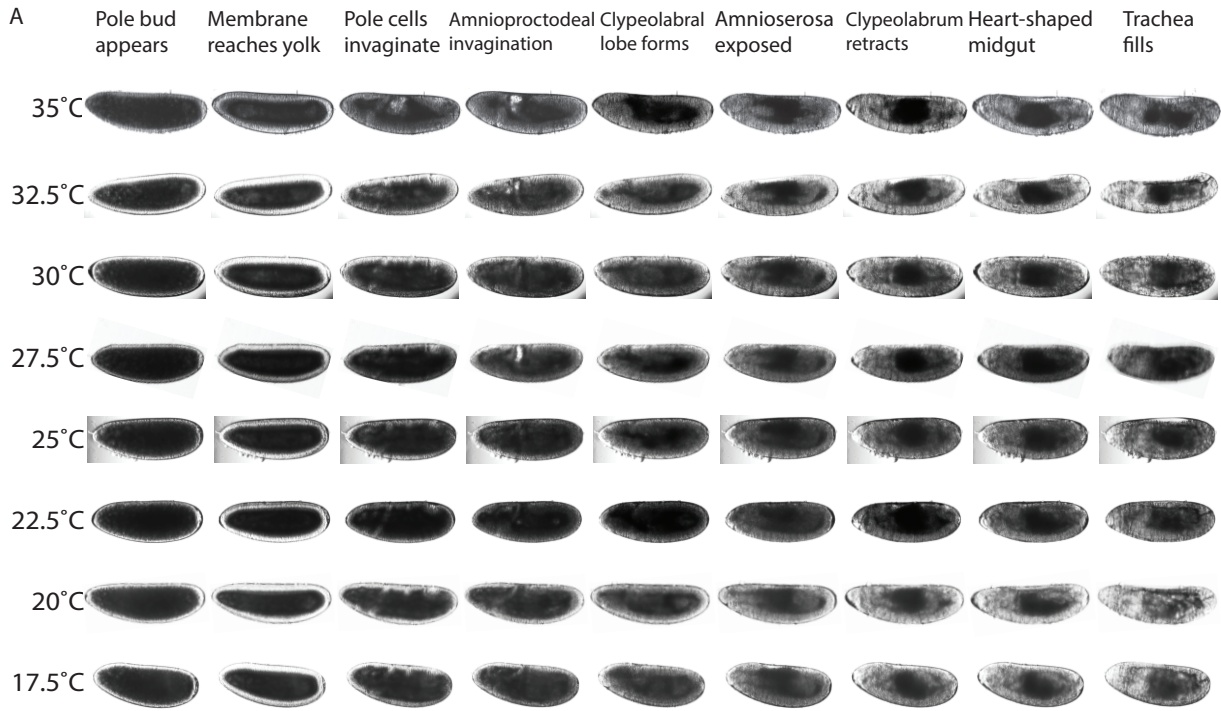 A
Pole bud
appears
Membrane
reaches yolk
Pole cells
invaginate
Amnioproctodeal
invagination
Clypeolabral
lobe forms
Amnioserosa
exposed
Clypeolabrum
retracts
Heart-shaped
midgut
Trachea
fills
35˚C
32.5˚C
30˚C
27.5˚C
25˚C
22.5˚C
20˚C
17.5˚C